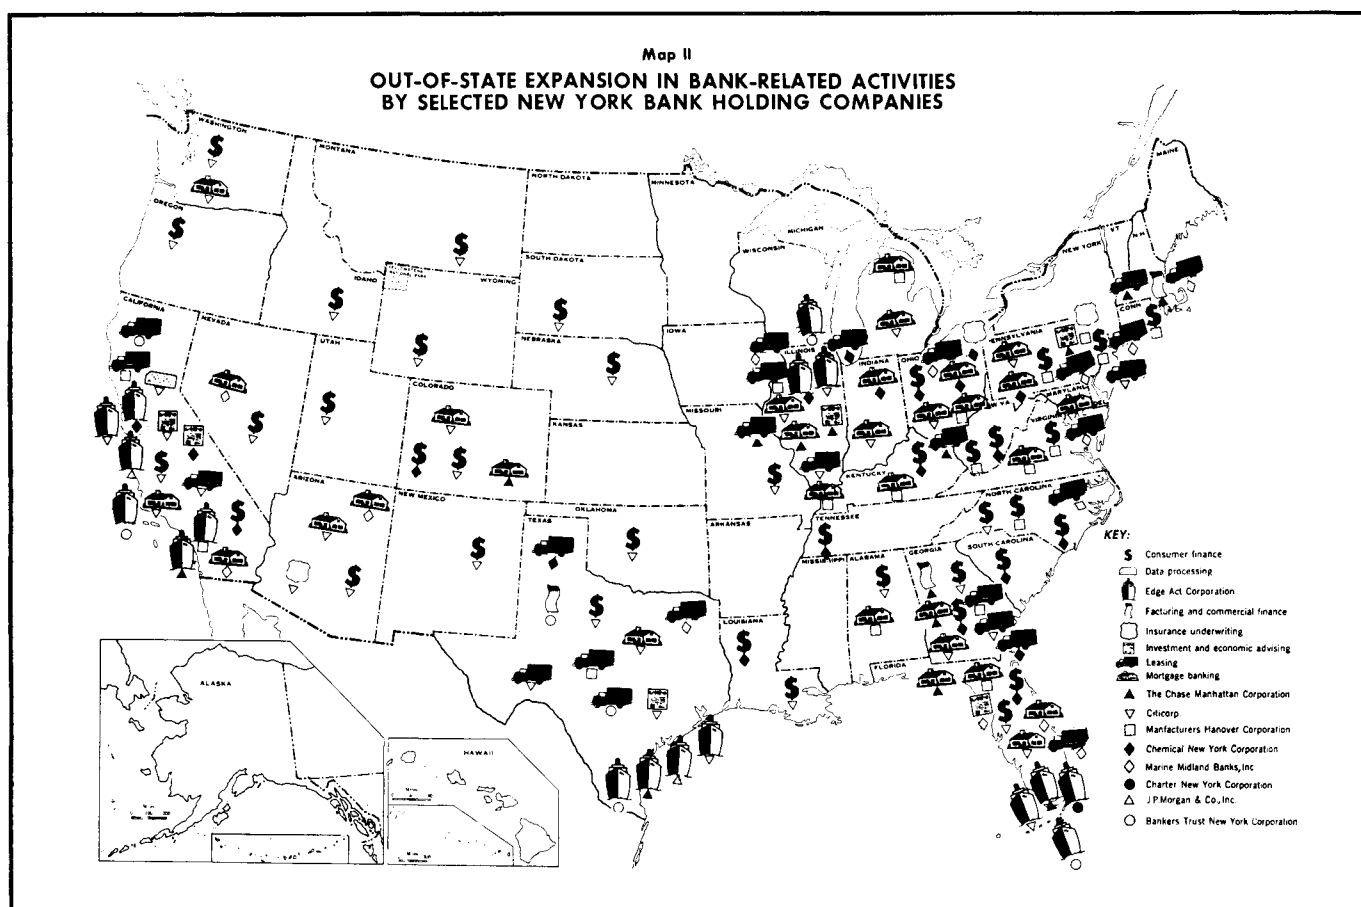 Map II
OUT-OF-STATE EXPANSION IN BANK-RELATED ACTIVITIES
BY SELECTED NEW YORK BANK HOLDING COMPANIES
WASHINGTON
MONTANA
NORTH DAKOTA
MINNESOTA
MAINE
OREGON
MICHIGAN
WISCONSIN
NEW YORK
VT
N.H.
IDAHO
WYOMING
SOUTH DAKOTA
CALIFORNIA
NEVADA
UTAH
NEBRASKA
IOWA
ILLINOIS
INDIANA
OHIO
CONN
COLORADO
KANSAS
MISSOURI
MARYLAND
DEL
VIRGINIA
KENTUCKY
ARIZONA
NEW MEXICO
OKLAHOMA
TEXAS
ARKANSAS
TENNESSEE
NORTH CAROLINA
SOUTH CAROLINA
MISSISSIPPI
ALABAMA
GEORGIA
LOUISIANA
FLORIDA
ALASKA
HAWAII
KEY:
$ Consumer finance
Data processing
Edge Act Corporation
Facturing and commercial finance
Insurance underwriting
Investment and economic advising
Leasing
Mortgage banking
▲ The Chase Manhattan Corporation
▽ Citicorp
□ Manfacturers Hanover Corporation
◆ Chemical New York Corporation
◇ Marine Midland Banks,Inc
● Charter New York Corporation
△ J.P.Morgan & Co.,Inc.
○ Bankers Trust New York Corporation